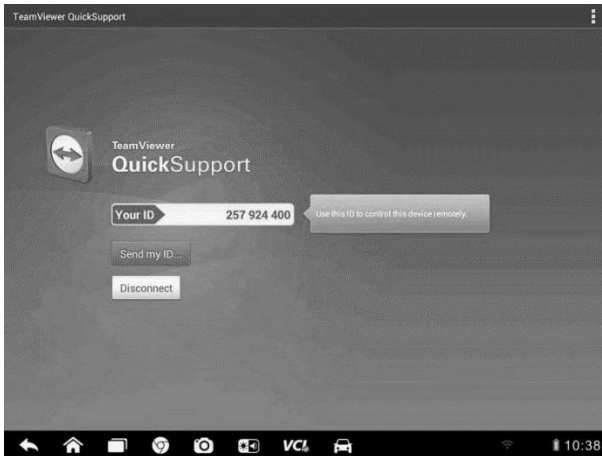 TeamViewer QuickSupport
TeamViewer
QuickSupport
Your ID 257 924 400
Use this ID to control this device remotely.
Send my ID...
Disconnect
VCI 10:38